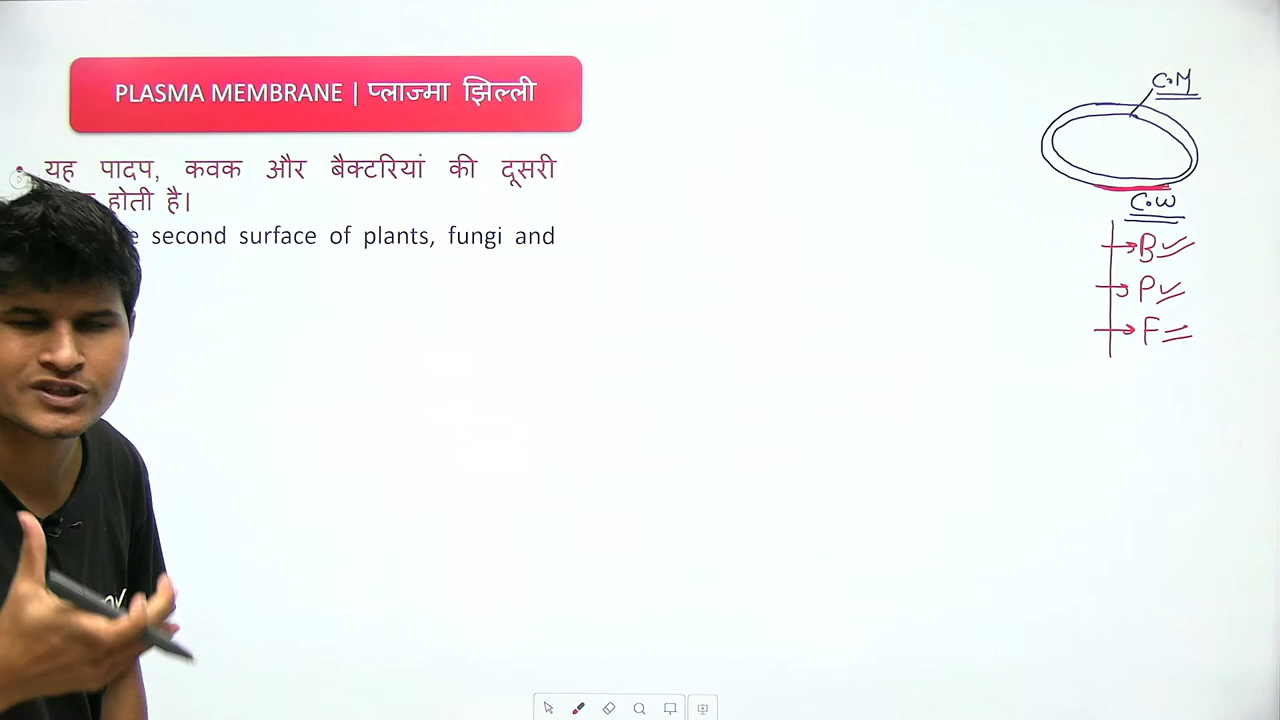 PLASMA MEMBRANE | प्लाज्मा झिल्ली
यह पादप, कवक और बैक्टरियां की दूसरी
होती है।
second surface of plants, fungi and
C.M
C.W
B
P
F